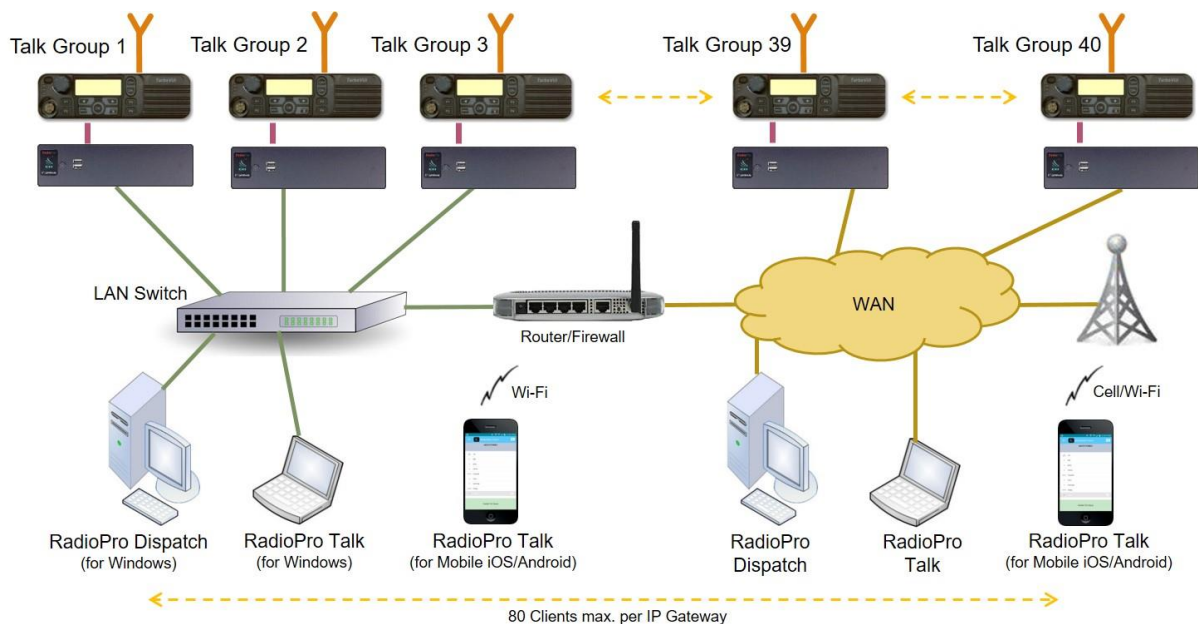 Talk Group 1
Talk Group 2
Talk Group 3
Talk Group 39
Talk Group 40
LAN Switch
Router/Firewall
WAN
Wi-Fi
Cell/Wi-Fi
RadioPro Dispatch
(for Windows)
RadioPro Talk
(for Windows)
RadioPro Talk
(for Mobile iOS/Android)
RadioPro
Dispatch
RadioPro
Talk
RadioPro Talk
(for Mobile iOS/Android)
80 Clients max. per IP Gateway